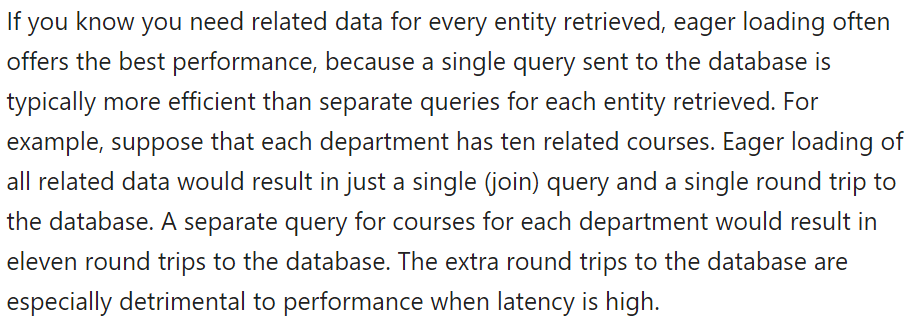 If you know you need related data for every entity retrieved, eager loading often
offers the best performance, because a single query sent to the database is
typically more efficient than separate queries for each entity retrieved. For
example, suppose that each department has ten related courses. Eager loading of
all related data would result in just a single (join) query and a single round trip to
the database. A separate query for courses for each department would result in
eleven round trips to the database. The extra round trips to the database are
especially detrimental to performance when latency is high.